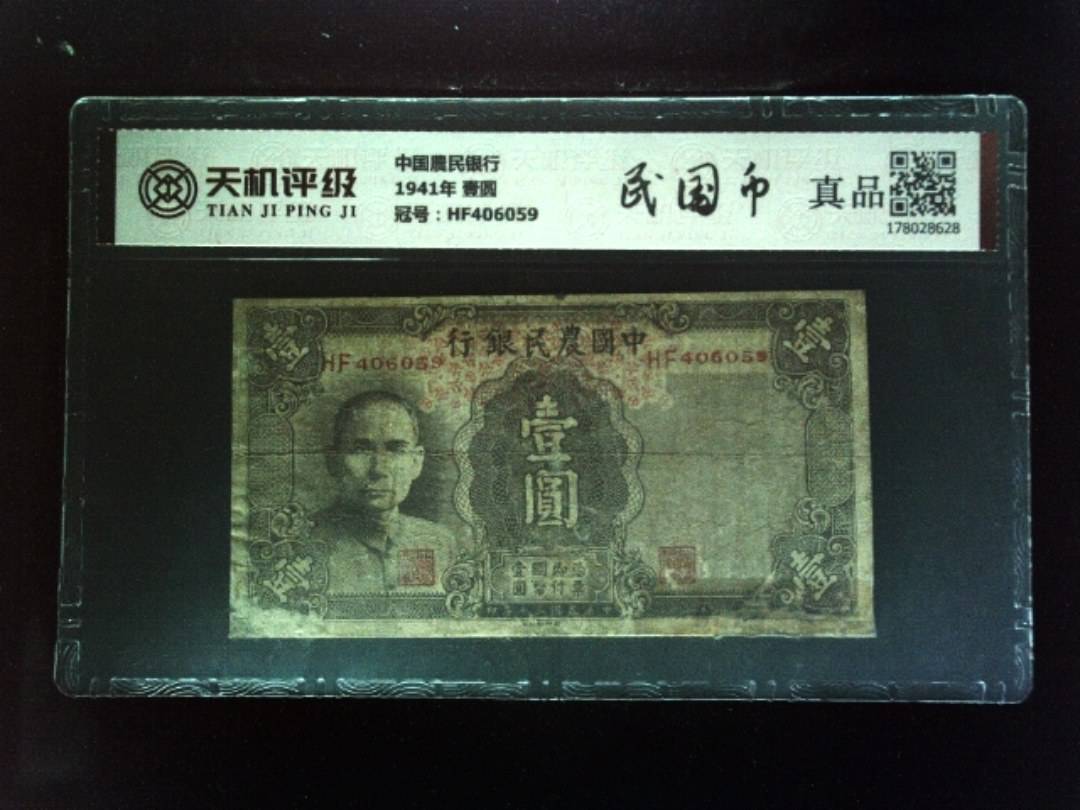 天机评级
TIAN JI PING JI
中国農民银行
1941年 壹圆
冠号：HF406059
民国币
真品
178028628
行銀民農國中
壹
壹
HF406059
HF406059
壹圓
壹
壹